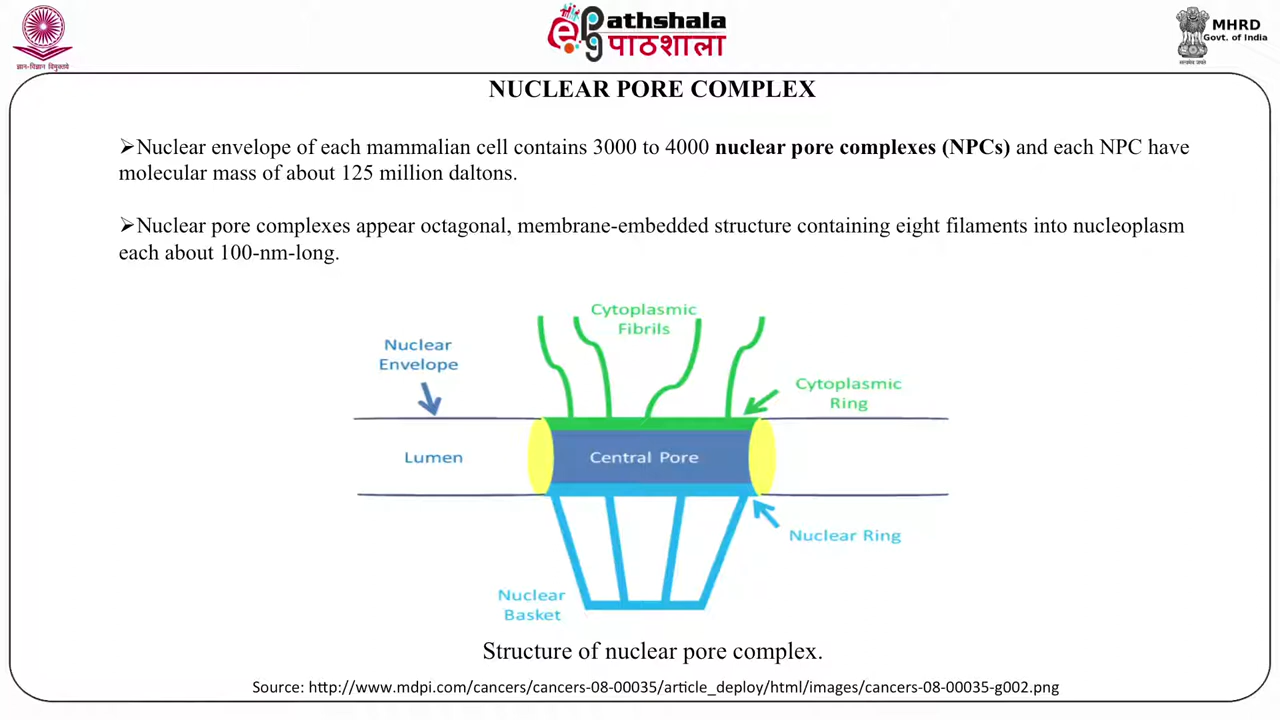 ज्ञान-विज्ञान विमुक्तये
ePathshala
पाठशाला
MHRD
Govt. of India
सत्यमेव जयते
NUCLEAR PORE COMPLEX
➢Nuclear envelope of each mammalian cell contains 3000 to 4000 nuclear pore complexes (NPCs) and each NPC have
molecular mass of about 125 million daltons.
➢Nuclear pore complexes appear octagonal, membrane-embedded structure containing eight filaments into nucleoplasm
each about 100-nm-long.
Cytoplasmic
Fibrils
Nuclear
Envelope
Cytoplasmic
Ring
Lumen
Central Pore
Nuclear Ring
Nuclear
Basket
Structure of nuclear pore complex.
Source: http://www.mdpi.com/cancers/cancers-08-00035/article_deploy/html/images/cancers-08-00035-g002.png